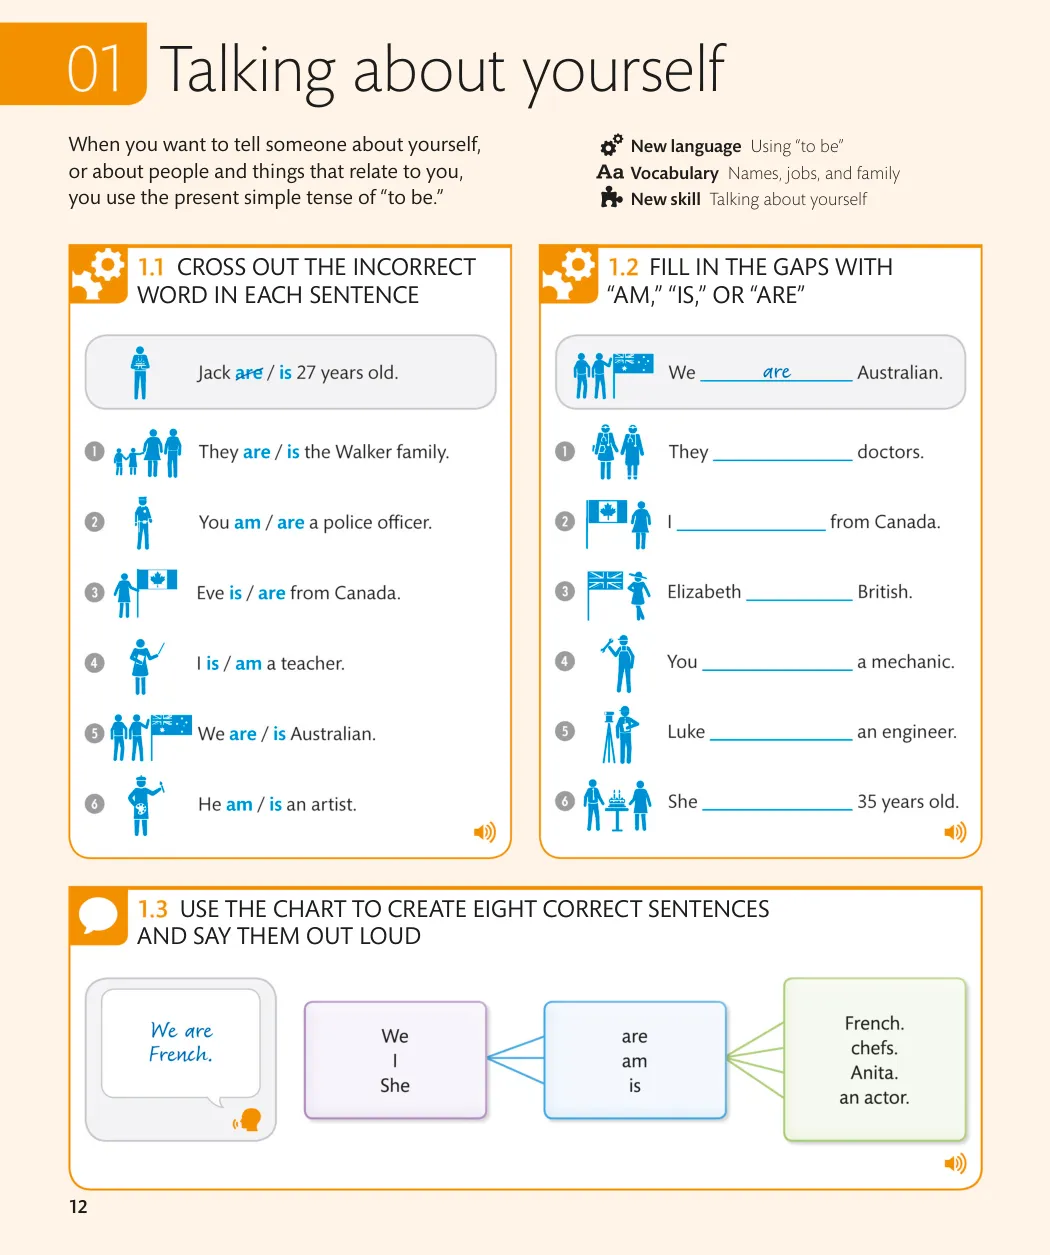 01 Talking about yourself
When you want to tell someone about yourself,
or about people and things that relate to you,
you use the present simple tense of “to be.”
New language Using “to be”
Aa Vocabulary Names, jobs, and family
New skill Talking about yourself
1.1 CROSS OUT THE INCORRECT
WORD IN EACH SENTENCE
Jack are / is 27 years old.
1 They are / is the Walker family.
2 You am / are a police officer.
3 Eve is / are from Canada.
4 I is / am a teacher.
5 We are / is Australian.
6 He am / is an artist.
1.2 FILL IN THE GAPS WITH
“AM,” “IS,” OR “ARE”
We are Australian.
1 They ______ doctors.
2 I ______ from Canada.
3 Elizabeth ______ British.
4 You ______ a mechanic.
5 Luke ______ an engineer.
6 She ______ 35 years old.
1.3 USE THE CHART TO CREATE EIGHT CORRECT SENTENCES
AND SAY THEM OUT LOUD
We are
French.
We
I
She
are
am
is
French.
chefs.
Anita.
an actor.
12